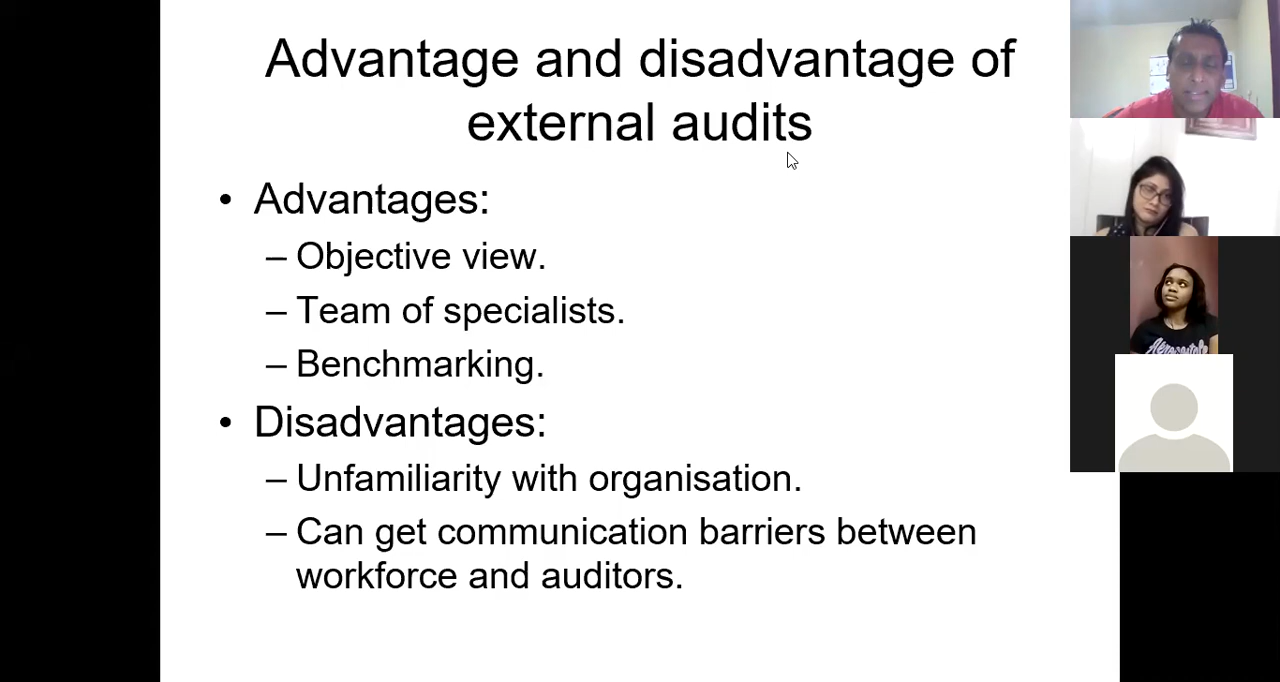 Advantage and disadvantage of
external audits
• Advantages:
– Objective view.
– Team of specialists.
– Benchmarking.
• Disadvantages:
– Unfamiliarity with organisation.
– Can get communication barriers between
workforce and auditors.